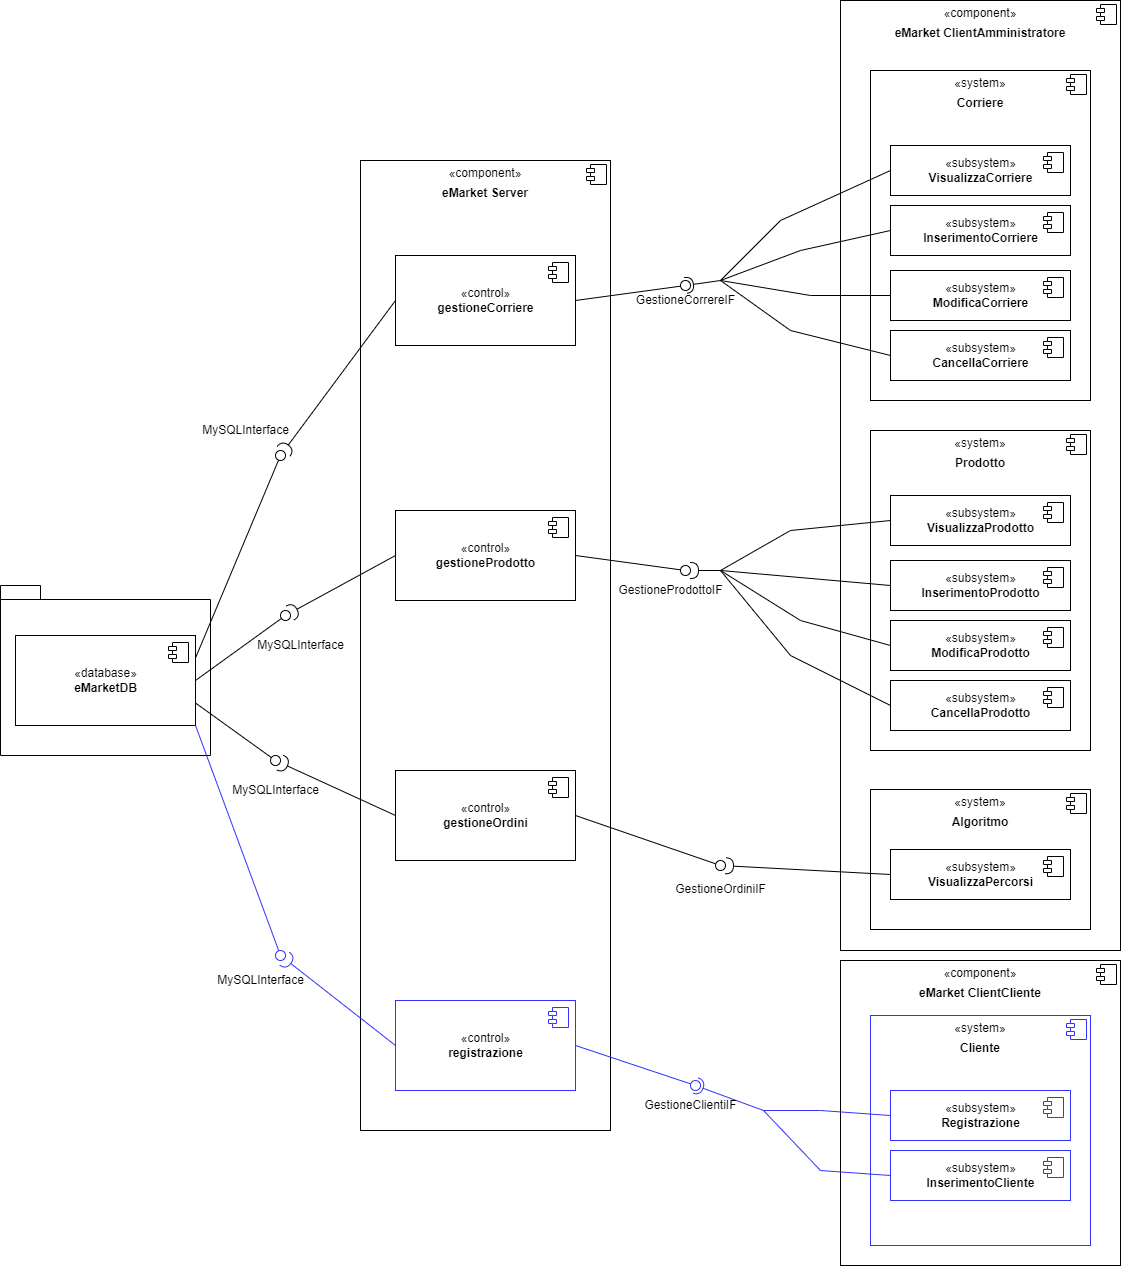 «component»
eMarket ClientAmministratore
«system»
Corriere
«subsystem»
VisualizzaCorriere
«subsystem»
InserimentoCorriere
«subsystem»
ModificaCorriere
«subsystem»
CancellaCorriere
«component»
eMarket Server
«control»
gestioneCorriere
GestioneCorrereIF
MySQLInterface
«system»
Prodotto
«subsystem»
VisualizzaProdotto
«subsystem»
InserimentoProdotto
«subsystem»
ModificaProdotto
«subsystem»
CancellaProdotto
«control»
gestioneProdotto
GestioneProdottoIF
MySQLInterface
«database»
eMarketDB
MySQLInterface
«control»
gestioneOrdini
GestioneOrdiniIF
«system»
Algoritmo
«subsystem»
VisualizzaPercorsi
MySQLInterface
«control»
registrazione
GestioneClientiIF
«component»
eMarket ClientCliente
«system»
Cliente
«subsystem»
Registrazione
«subsystem»
InserimentoCliente